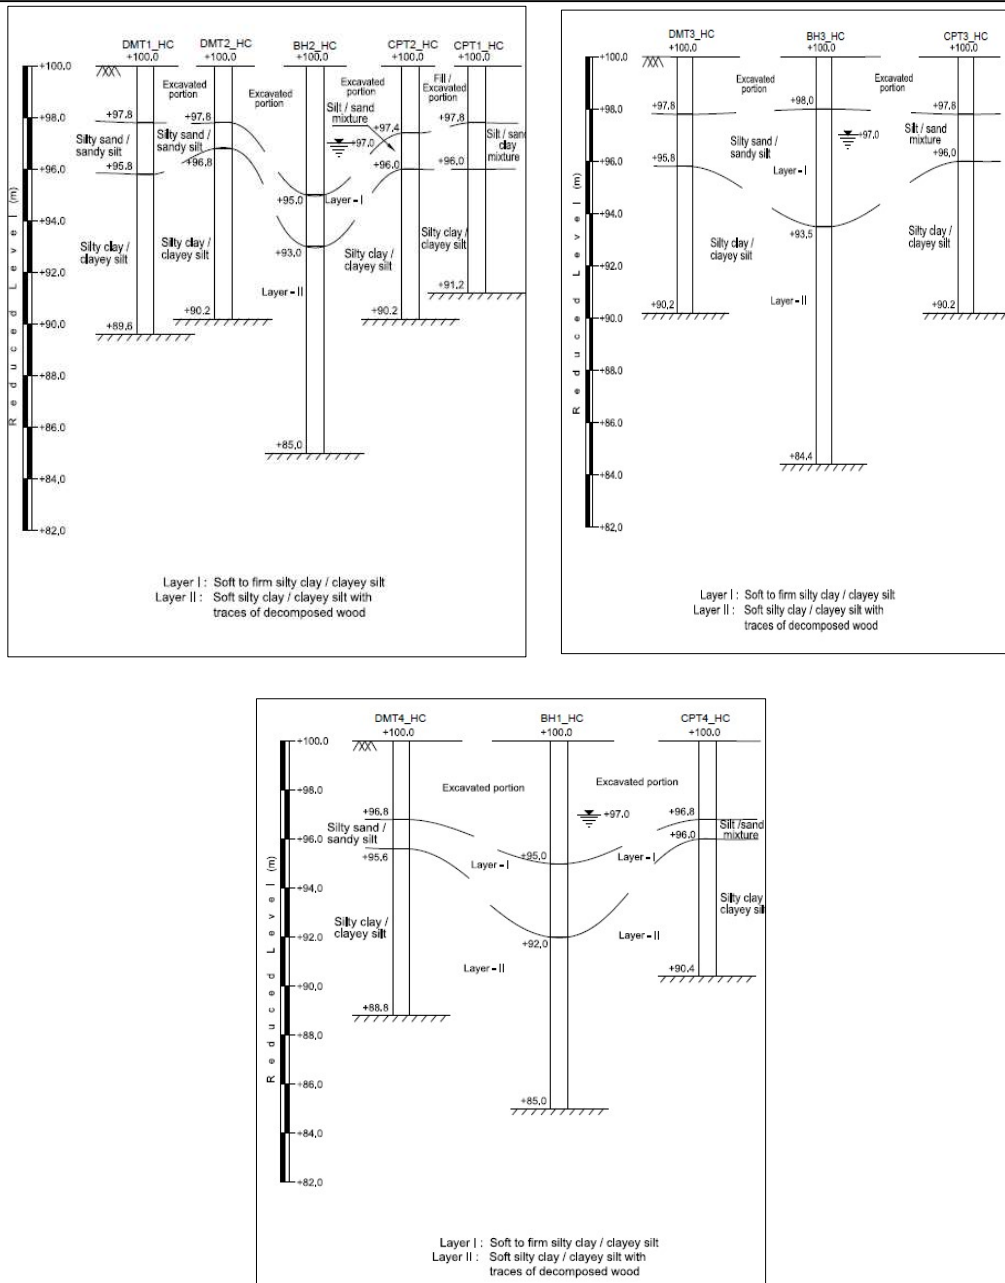 DMT1_HC DMT2_HC BH2_HC CPT2_HC CPT1_HC
+100.0 +100.0 +100.0 +100.0 +100.0
+100.0
Excavated
portion
Excavated
portion
Excavated
portion
Fill /
Excavated
portion
Silt / sand
mixture
+98.0
+97.8
+97.8
+97.4
+97.8
+97.0
Silty sand /
sandy silt
Silty sand /
sandy silt
Silt / sand
clay
mixture
+96.0
+95.8
+96.8
+96.0
+96.0
+95.0
Layer - I
+94.0
+93.0
Silty clay /
clayey silt
Silty clay /
clayey silt
Silty clay /
clayey silt
Silty clay /
clayey silt
+92.0
Layer - II
+91.2
+90.0
+90.2
+90.2
+89.6
+88.0
+86.0
+85.0
+84.0
+82.0
Reduced Level (m)
Layer I : Soft to firm silty clay / clayey silt
Layer II : Soft silty clay / clayey silt with
traces of decomposed wood
DMT3_HC BH3_HC CPT3_HC
+100.0 +100.0 +100.0
+100.0
Excavated
portion
Excavated
portion
+98.0
+97.8
+98.0
+97.8
+97.0
Silty sand /
sandy silt
Silt / sand
mixture
+96.0
+95.8
+96.0
Layer - I
+94.0
+93.5
Silty clay /
clayey silt
Silty clay /
clayey silt
+92.0
Layer - II
+90.0
+90.2
+90.2
+88.0
+86.0
+84.0
+84.4
+82.0
Reduced Level (m)
Layer I : Soft to firm silty clay / clayey silt
Layer II : Soft silty clay / clayey silt with
traces of decomposed wood
DMT4_HC BH1_HC CPT4_HC
+100.0 +100.0 +100.0
+100.0
Excavated portion
Excavated portion
+98.0
+96.8
+97.0
+96.8
Silty sand /
sandy silt
Silt /sand
mixture
+96.0
+95.6
+96.0
+95.0
Layer - I
Layer - I
+94.0
Silty clay /
clayey silt
Silty clay
clayey silt
+92.0
+92.0
Layer - II
Layer - II
+90.0
+90.4
+88.8
+88.0
+86.0
+85.0
+84.0
+82.0
Reduced Level (m)
Layer I : Soft to firm silty clay / clayey silt
Layer II : Soft silty clay / clayey silt with
traces of decomposed wood